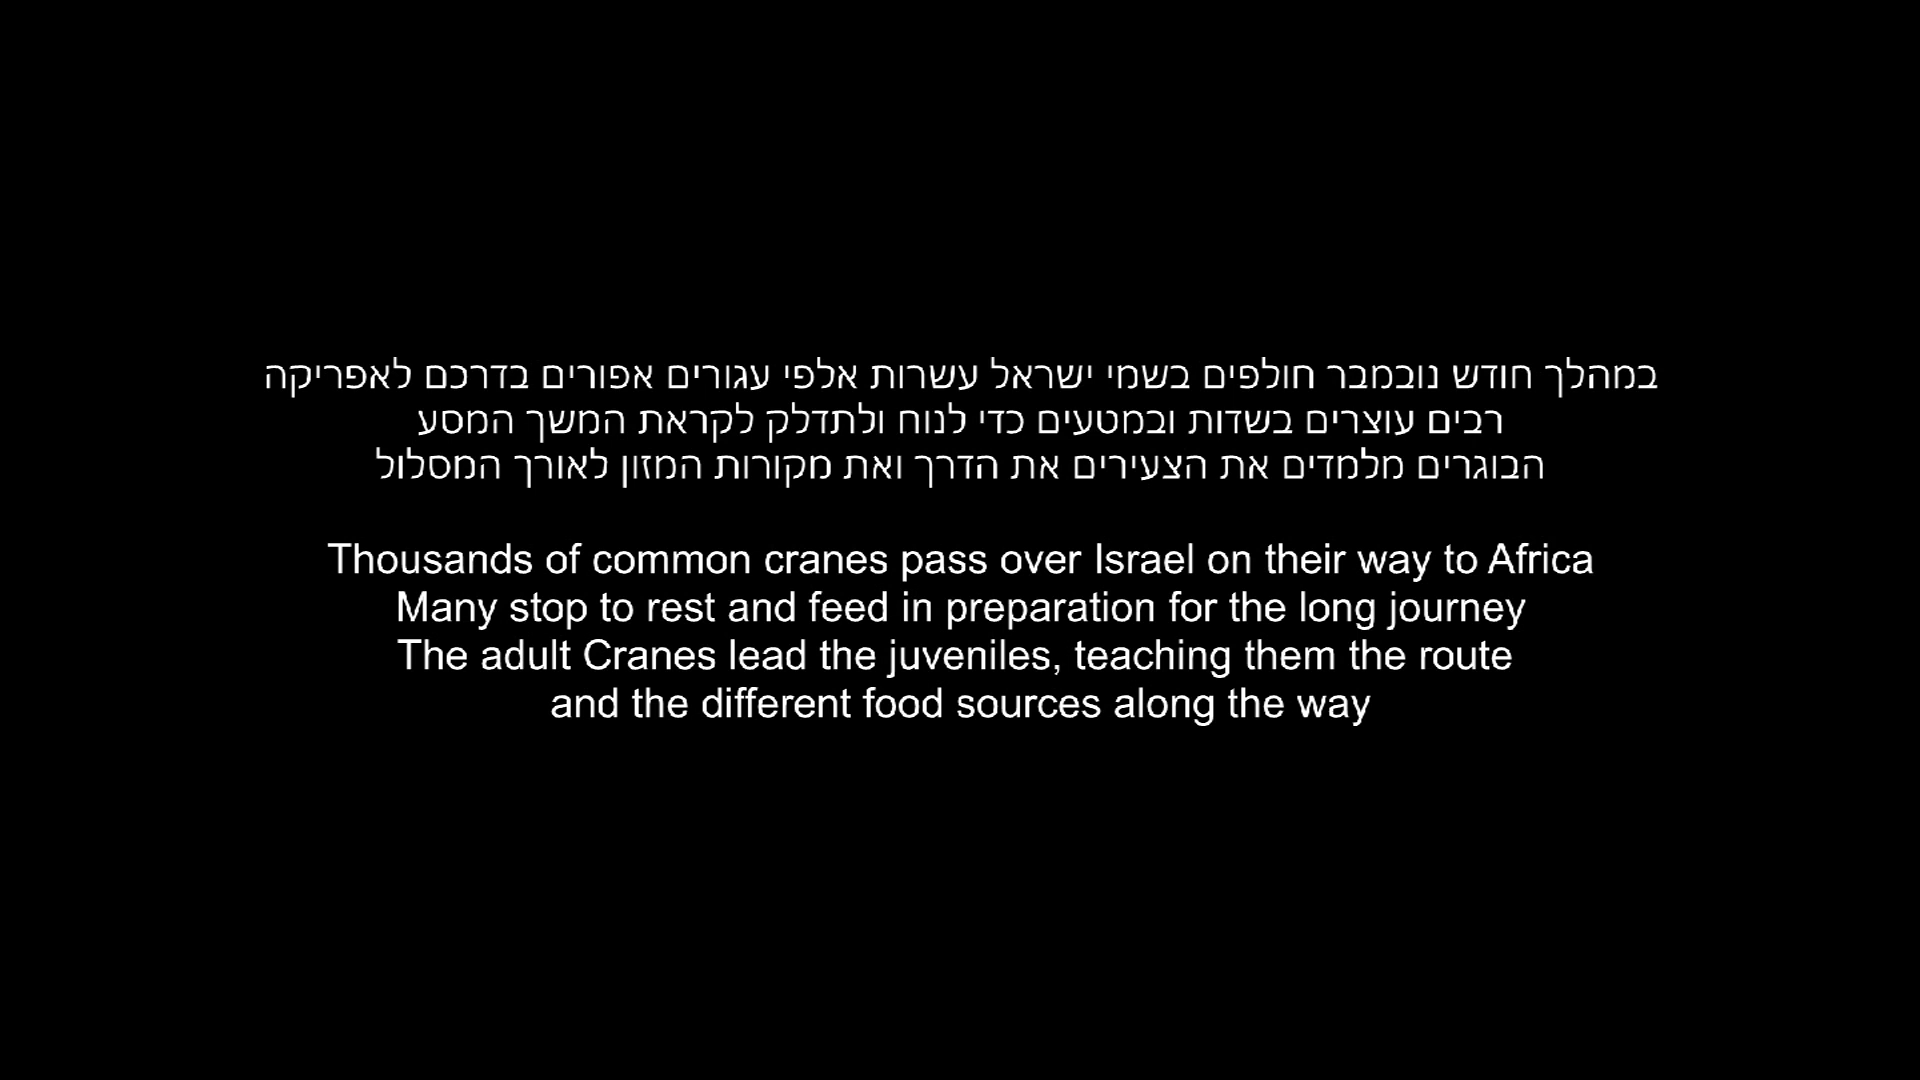 במהלך חודש נובמבר חולפים בשמי ישראל עשרות אלפי עגורים אפורים בדרכם לאפריקה
רבים עוצרים בשדות ובמטעים כדי לנוח ולתדלק לקראת המשך המסע
הבוגרים מלמדים את הצעירים את הדרך ואת מקורות המזון לאורך המסלול
Thousands of common cranes pass over Israel on their way to Africa
Many stop to rest and feed in preparation for the long journey
The adult Cranes lead the juveniles, teaching them the route
and the different food sources along the way